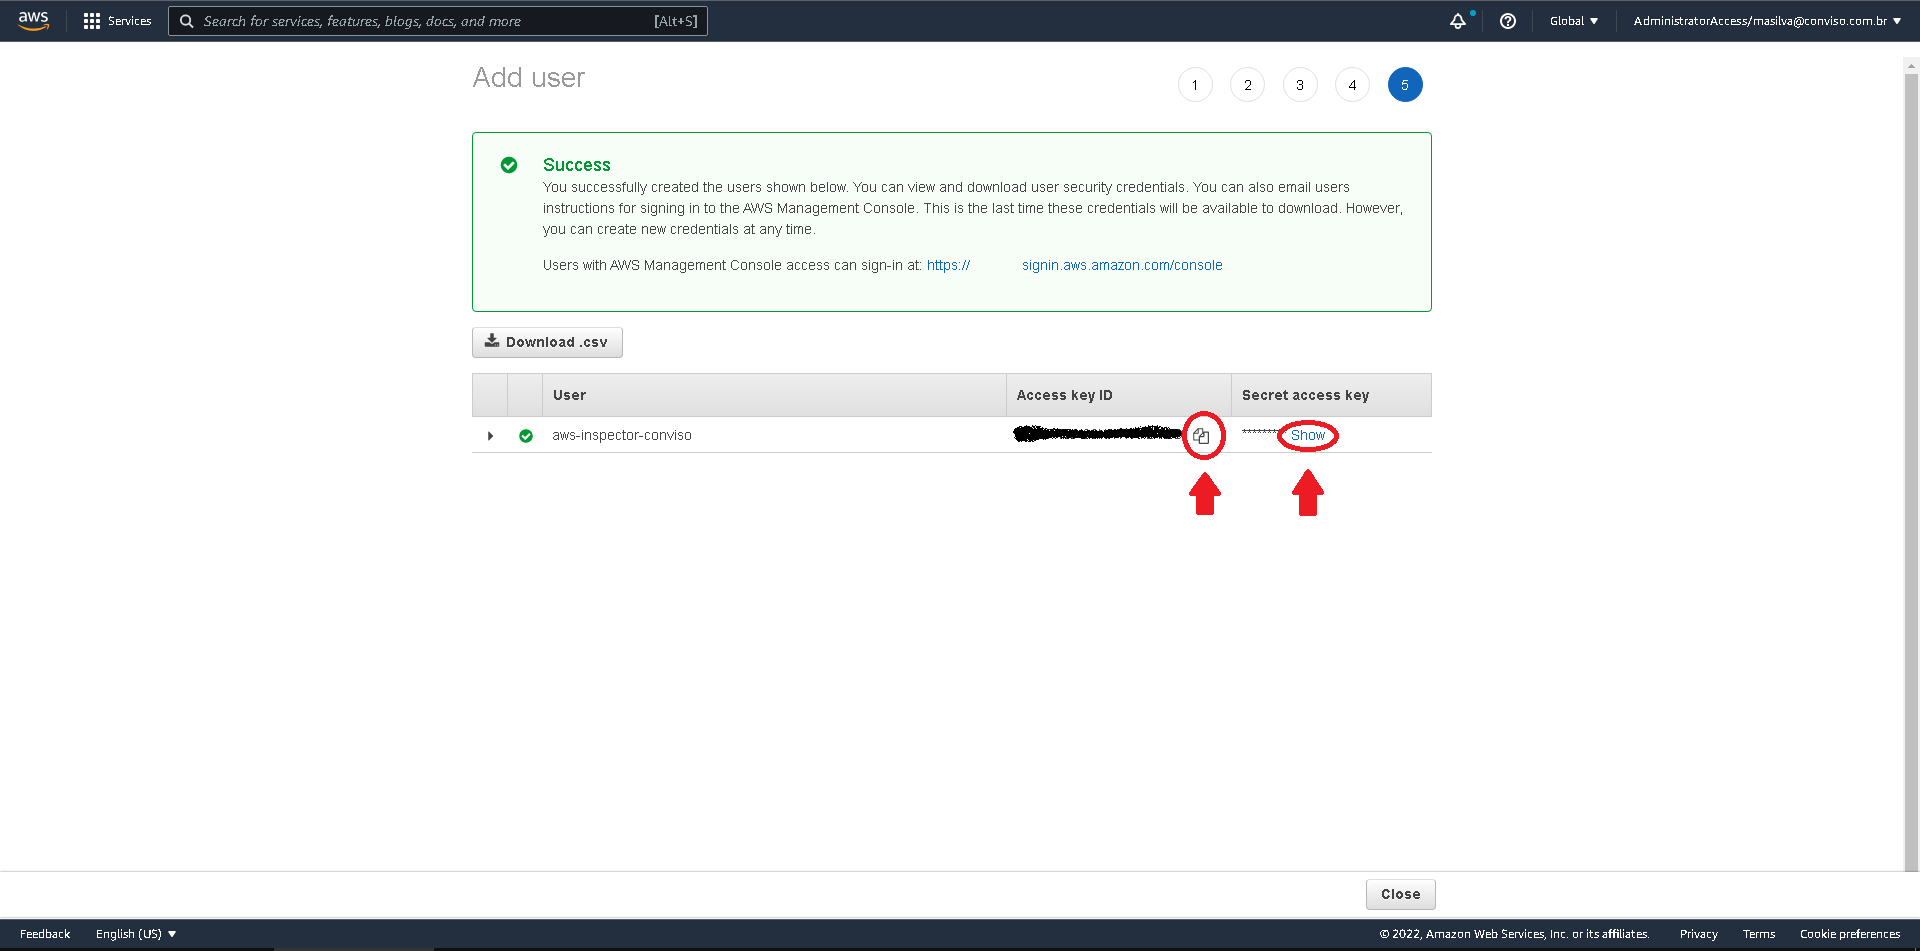 aws Services Search for services, features, blogs, docs, and more [Alt+S] Global ▼ AdministratorAccess/masilva@conviso.com.br ▼
Add user 1 2 3 4 5
Success
You successfully created the users shown below. You can view and download user security credentials. You can also email users
instructions for signing in to the AWS Management Console. This is the last time these credentials will be available to download. However,
you can create new credentials at any time.
Users with AWS Management Console access can sign-in at: https:// signin.aws.amazon.com/console
Download .csv
User Access key ID Secret access key
aws-inspector-conviso ******** Show
Close
Feedback English (US) ▼ © 2022, Amazon Web Services, Inc. or its affiliates. Privacy Terms Cookie preferences